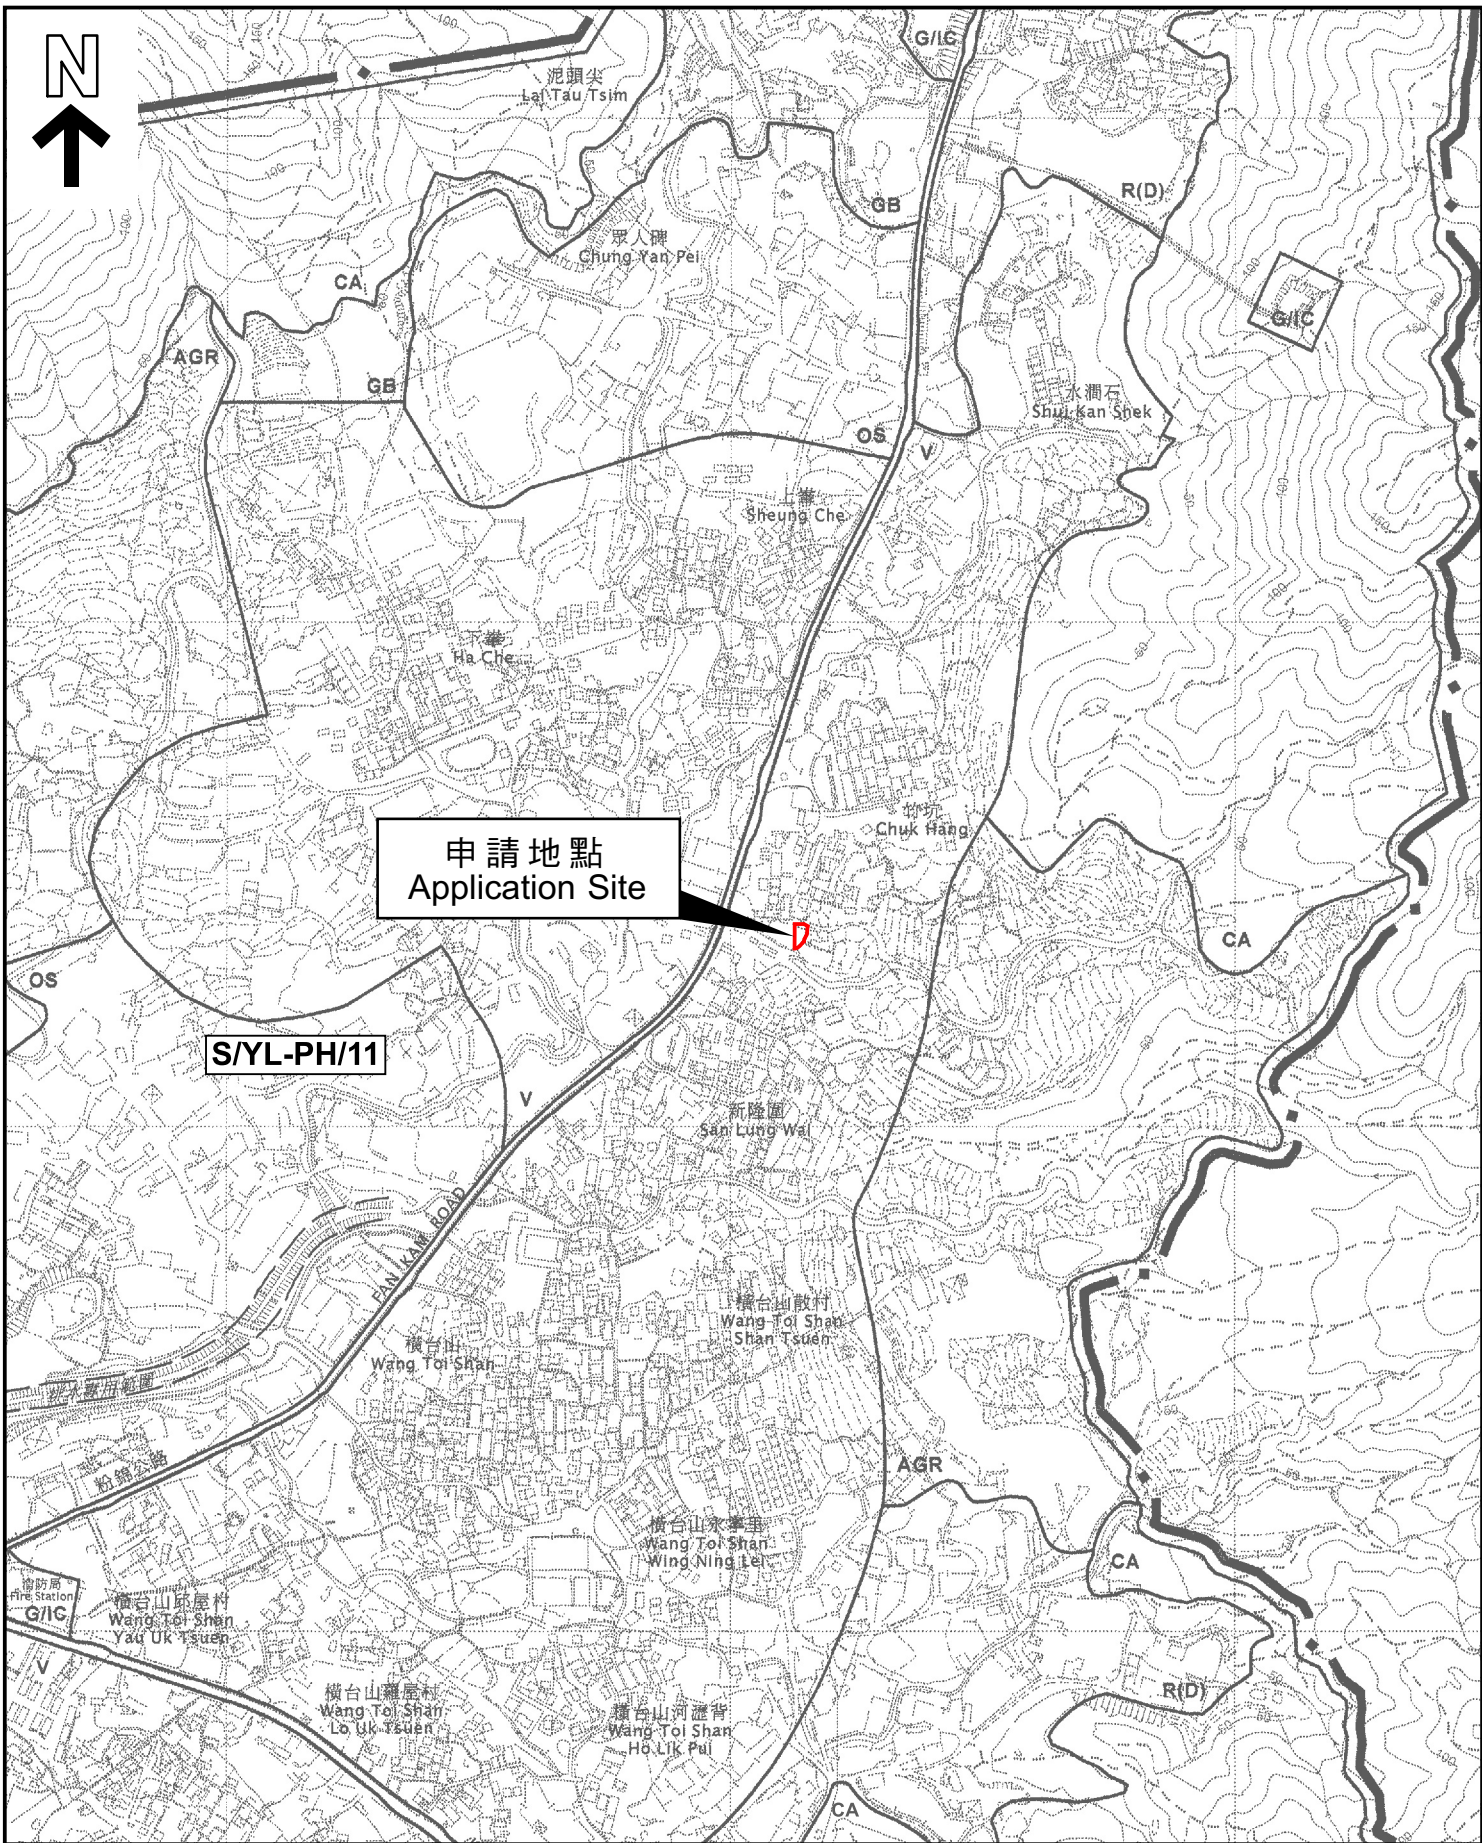 N
G/IC
泥頭尖
Lai Tau Tsim
R(D)
GB
眾人碑
Chung Yan Pei
CA
G/IC
AGR
GB
水澗石
Shui Kan Shek
OS
V
上輋
Sheung Che
下輋
Ha Che
竹坑
Chuk Hang
申請地點
Application Site
CA
OS
S/YL-PH/11
V
新隆圍
San Lung Wai
FAN KAM ROAD
橫台山散村
Wang Toi Shan
Shan Tsuen
橫台山
Wang Toi Shan
粉錦公路
AGR
橫台山永寧里
Wang Toi Shan
Wing Ning Lei
CA
消防局
Fire Station
G/IC
橫台山邱屋村
Wang Toi Shan
Yau Uk Tsuen
V
橫台山羅屋村
Wang Toi Shan
Lo Uk Tsuen
橫台山河瀝背
Wang Toi Shan
Ho Lik Pui
R(D)
CA